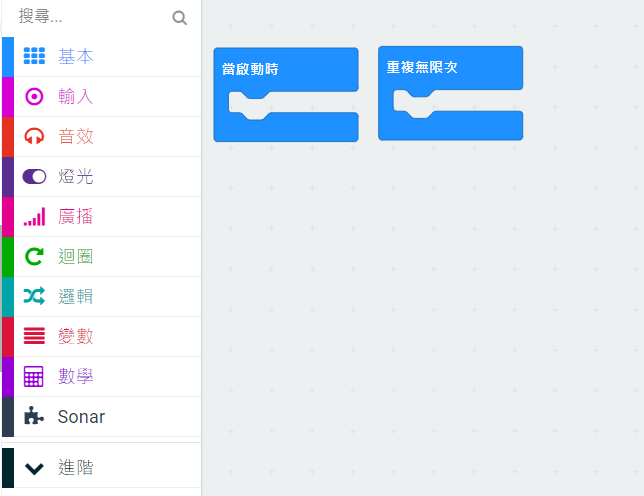 搜尋...
基本
輸入
音效
燈光
廣播
迴圈
邏輯
變數
數學
Sonar
進階
當啟動時
重複無限次